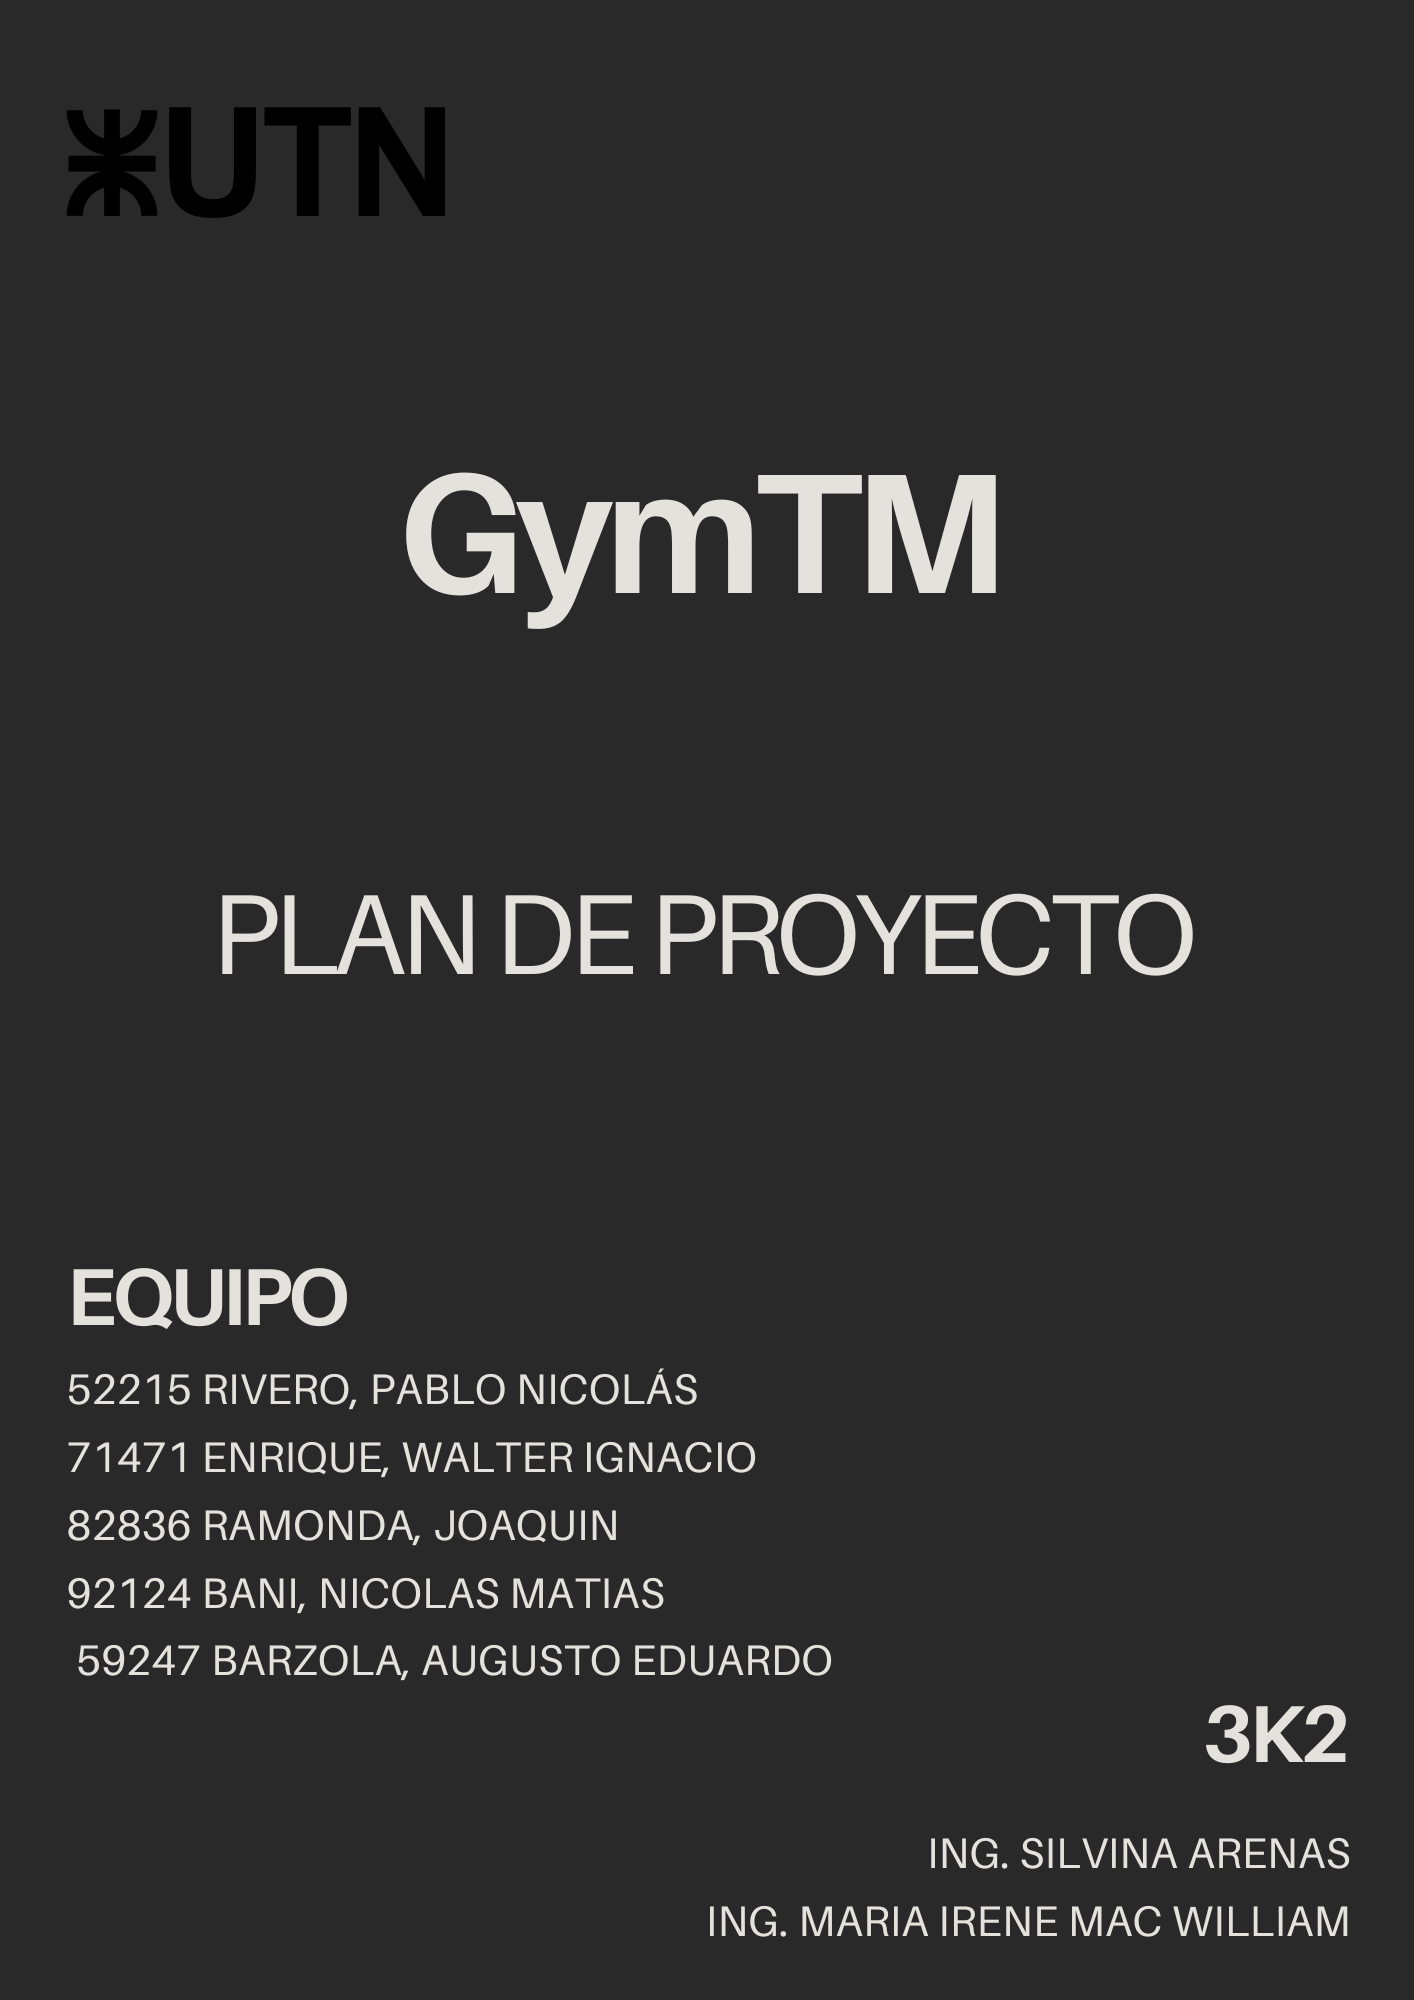 UTN
GymTM
PLAN DE PROYECTO
EQUIPO
52215 RIVERO, PABLO NICOLÁS
71471 ENRIQUE, WALTER IGNACIO
82836 RAMONDA, JOAQUIN
92124 BANI, NICOLAS MATIAS
59247 BARZOLA, AUGUSTO EDUARDO
3K2
ING. SILVINA ARENAS
ING. MARIA IRENE MAC WILLIAM